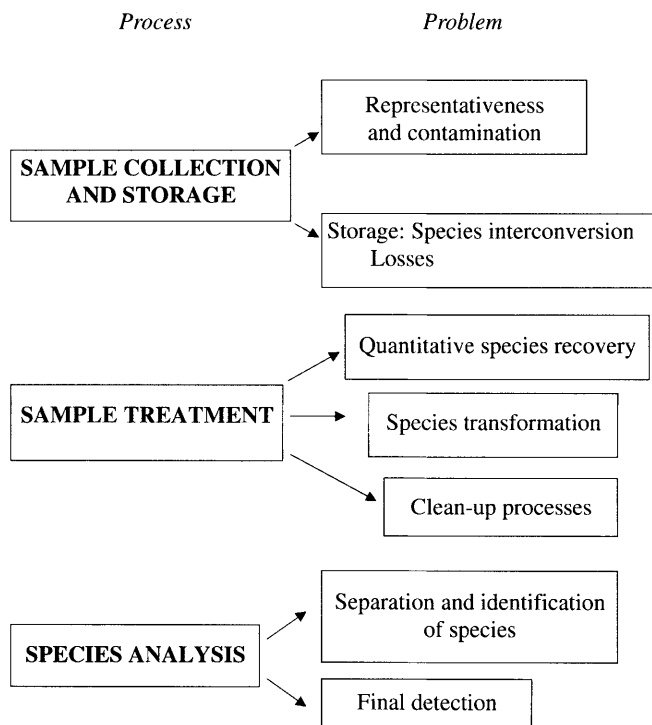 Process Problem
Representativeness
and contamination
SAMPLE COLLECTION
AND STORAGE
Storage: Species interconversion
Losses
Quantitative species recovery
SAMPLE TREATMENT
Species transformation
Clean-up processes
Separation and identification
of species
SPECIES ANALYSIS
Final detection